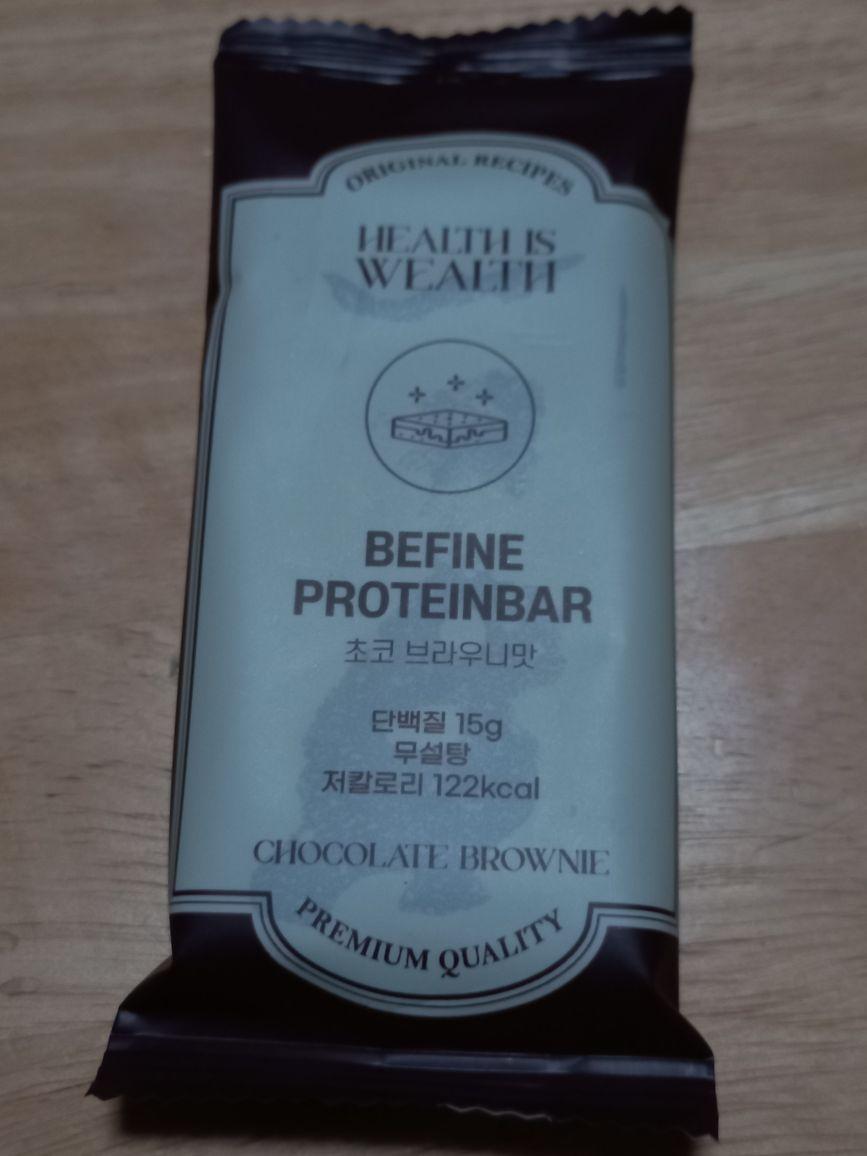 ORIGINAL RECIPES
HEALTH IS
WEALTH
BEFINE
PROTEINBAR
초코 브라우니맛
단백질 15g
무설탕
저칼로리 122kcal
CHOCOLATE BROWNIE
PREMIUM QUALITY